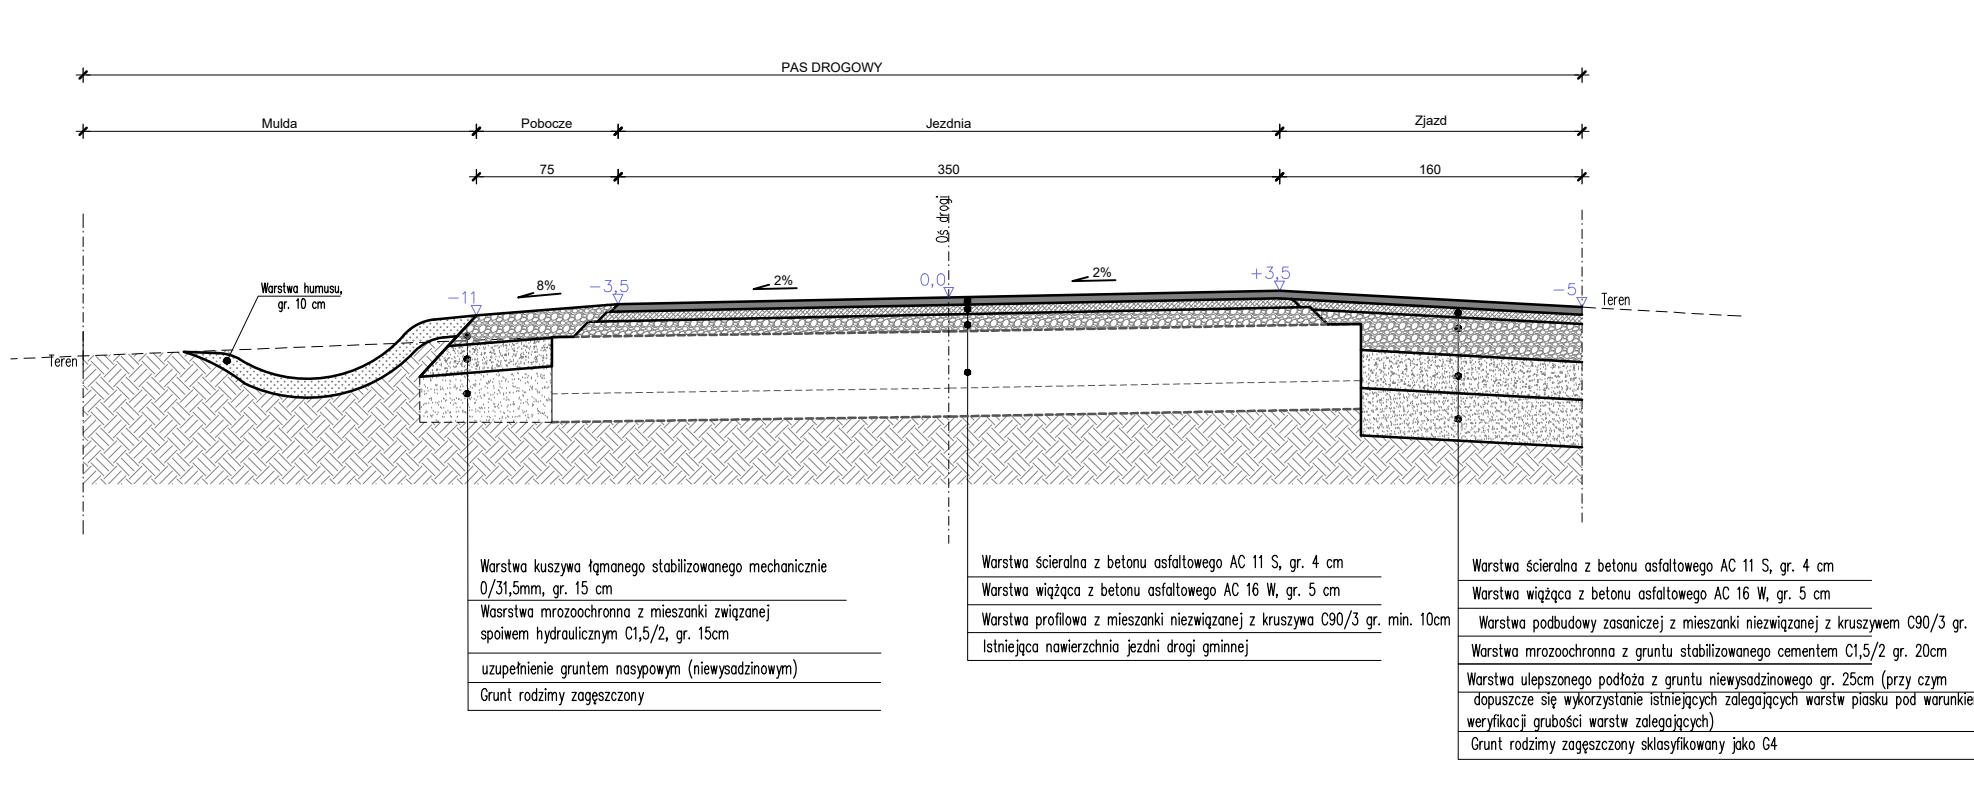 PAS DROGOWY
Mulda
Pobocze
Jezdnia
Zjazd
75
350
160
Oś drogi
Warstwa humusu,
gr. 10 cm
-11
8%
-3,5
2%
0,0
2%
+3,5
-5
Teren
Teren
Warstwa kuszywa łąmanego stabilizowanego mechanicznie
0/31,5mm, gr. 15 cm
Wasrstwa mrozoochronna z mieszanki związanej
spoiwem hydraulicznym C1,5/2, gr. 15cm
uzupełnienie gruntem nasypowym (niewysadzinowym)
Grunt rodzimy zagęszczony
Warstwa ścieralna z betonu asfaltowego AC 11 S, gr. 4 cm
Warstwa wiążąca z betonu asfaltowego AC 16 W, gr. 5 cm
Warstwa profilowa z mieszanki niezwiązanej z kruszywa C90/3 gr. min. 10cm
Istniejąca nawierzchnia jezdni drogi gminnej
Warstwa ścieralna z betonu asfaltowego AC 11 S, gr. 4 cm
Warstwa wiążąca z betonu asfaltowego AC 16 W, gr. 5 cm
Warstwa podbudowy zasaniczej z mieszanki niezwiązanej z kruszywem C90/3 gr.
Warstwa mrozoochronna z gruntu stabilizowanego cementem C1,5/2 gr. 20cm
Warstwa ulepszonego podłoża z gruntu niewysadzinowego gr. 25cm (przy czym
dopuszcze się wykorzystanie istniejących zalegających warstw piasku pod warunkie
weryfikacji grubości warstw zalegających)
Grunt rodzimy zagęszczony sklasyfikowany jako G4